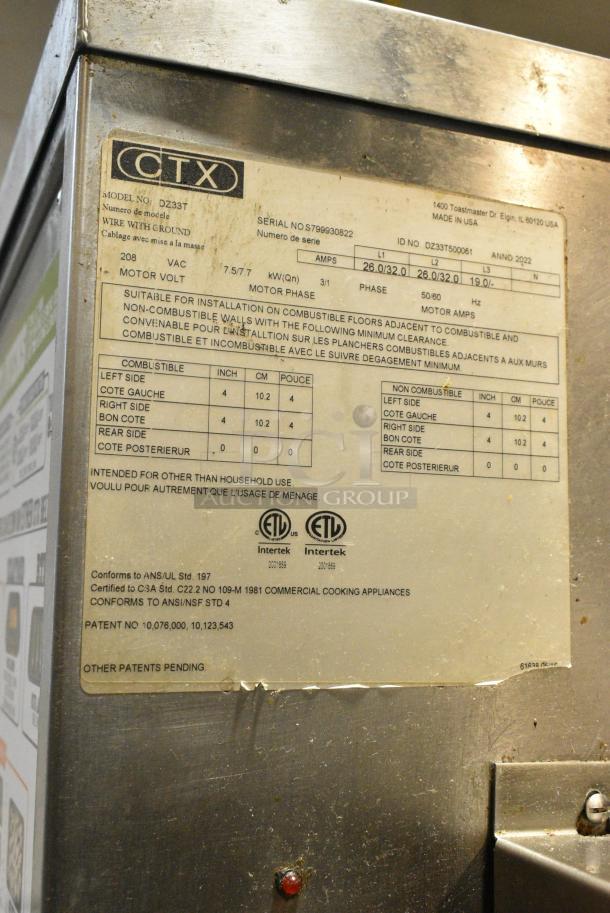 CTX
1400 Toastmaster Dr. Elgin, IL 60120 USA
MADE IN USA
MODEL NO. DZ33T
Numero de modele
SERIAL NO. S799930822
Numero de serie
ID NO. DZ33T500061 ANNO 2022
WIRE WITH GROUND
Cablage avec mise a la masse
L1 L2 L3 N
AMPS 26.0/32.0 26.0/32.0 19.0/-
208 VAC 7.5/7.7 kW(Qn) 3/1 PHASE 50/60 Hz
MOTOR VOLT MOTOR PHASE MOTOR AMPS
SUITABLE FOR INSTALLATION ON COMBUSTIBLE FLOORS ADJACENT TO COMBUSTIBLE AND
NON-COMBUSTIBLE WALLS WITH THE FOLLOWING MINIMUM CLEARANCE.
CONVENABLE POUR L'INSTALLATION SUR LES PLANCHERS COMBUSTIBLES ADJACENTS A AUX MURS
COMBUSTIBLE ET INCOMBUSTIBLE AVEC LE SUIVRE DEGAGEMENT MINIMUM
COMBUSTIBLE INCH CM POUCE
LEFT SIDE
COTE GAUCHE 4 10.2 4
RIGHT SIDE
BON COTE 4 10.2 4
REAR SIDE
COTE POSTERIERUR 0 0 0
NON COMBUSTIBLE INCH CM POUCE
LEFT SIDE
COTE GAUCHE 4 10.2 4
RIGHT SIDE
BON COTE 4 10.2 4
REAR SIDE
COTE POSTERIERUR 0 0 0
INTENDED FOR OTHER THAN HOUSEHOLD USE
VOULU POUR AUTREMENT QUE L'USAGE DE MENAGE
PCI
AUCTION GROUP
C ETL US ETL
Intertek Intertek
2001659 2001659
Conforms to ANS/UL Std. 197
Certified to CSA Std. C22.2 NO 109-M 1981 COMMERCIAL COOKING APPLIANCES
CONFORMS TO ANSI/NSF STD 4
PATENT NO 10,076,000, 10,123,543
OTHER PATENTS PENDING